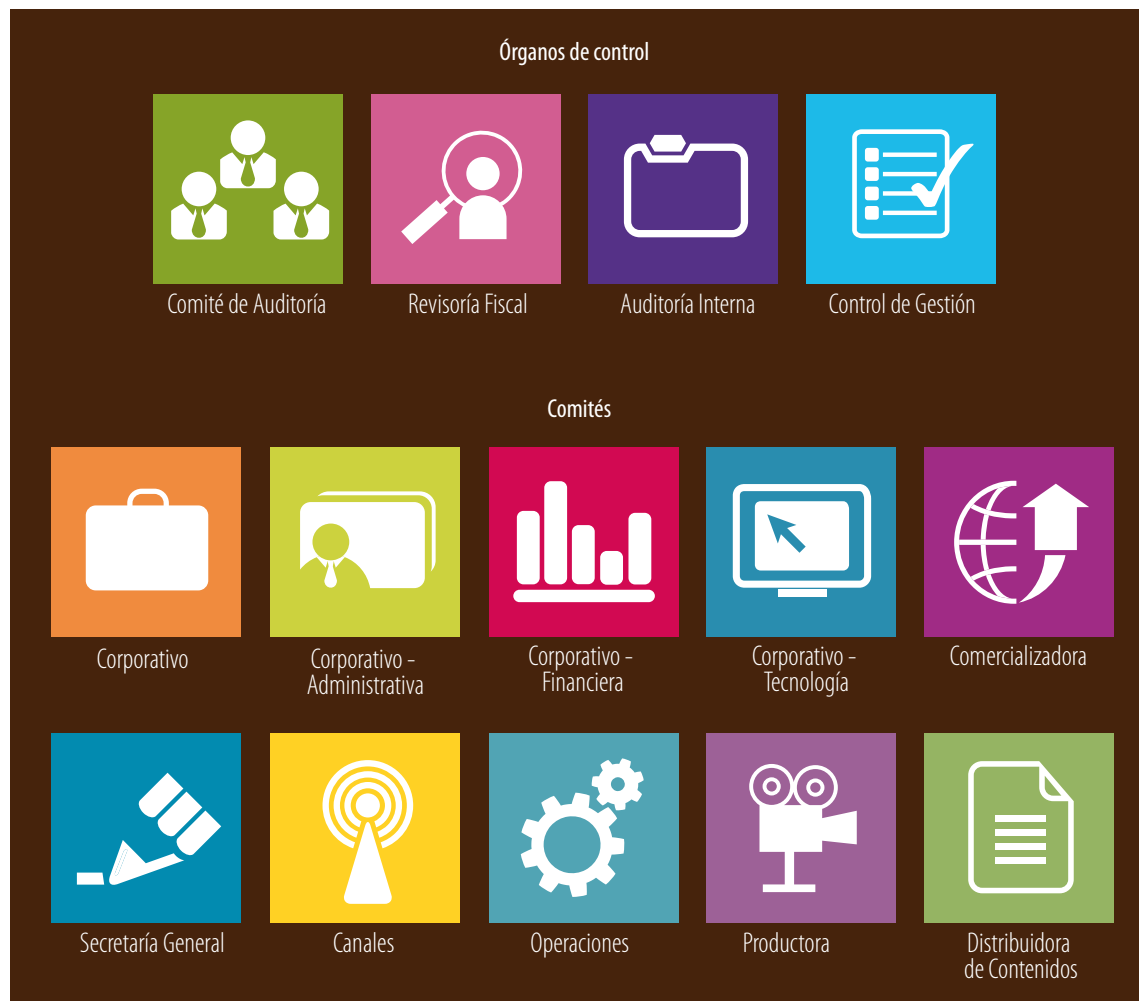 Órganos de control
Comité de Auditoría
Revisoría Fiscal
Auditoría Interna
Control de Gestión
Comités
Corporativo
Corporativo -
Administrativa
Corporativo -
Financiera
Corporativo -
Tecnología
Comercializadora
Secretaría General
Canales
Operaciones
Productora
Distribuidora
de Contenidos